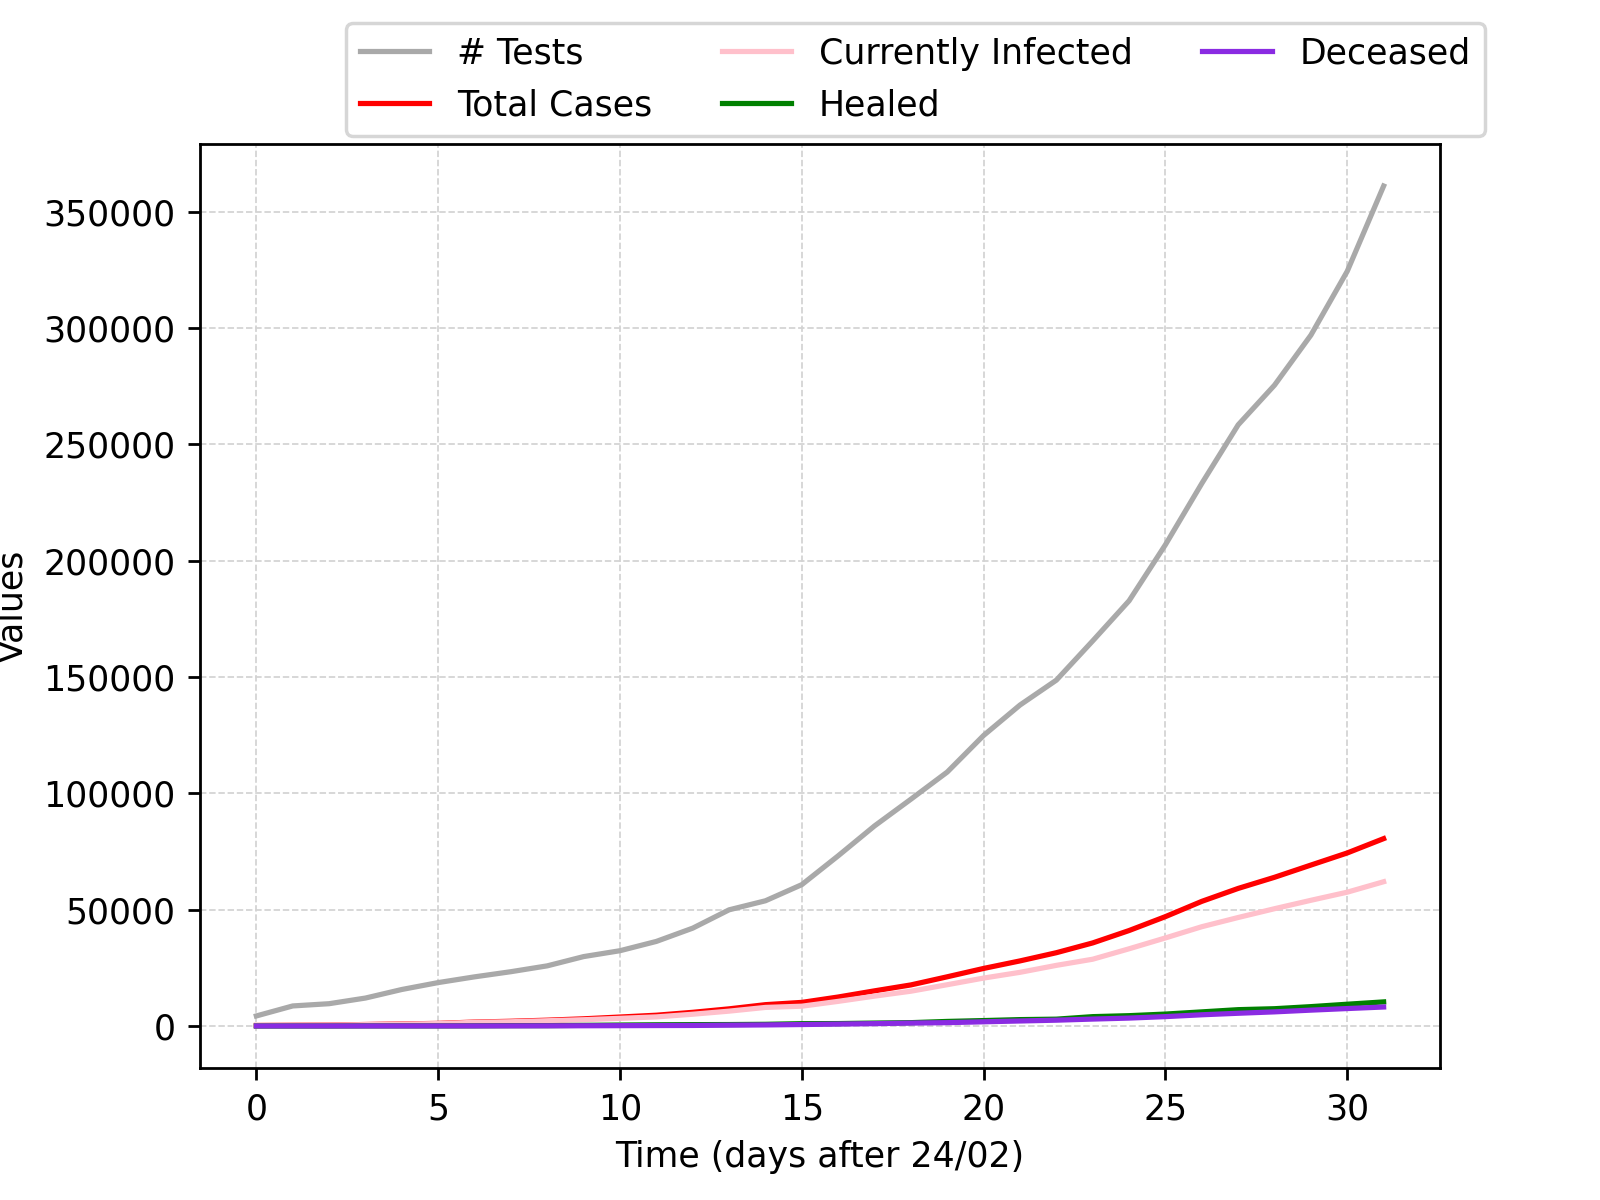 # Tests
Total Cases
Currently Infected
Healed
Deceased
350000
300000
250000
200000
150000
100000
50000
0
Values
0 5 10 15 20 25 30
Time (days after 24/02)